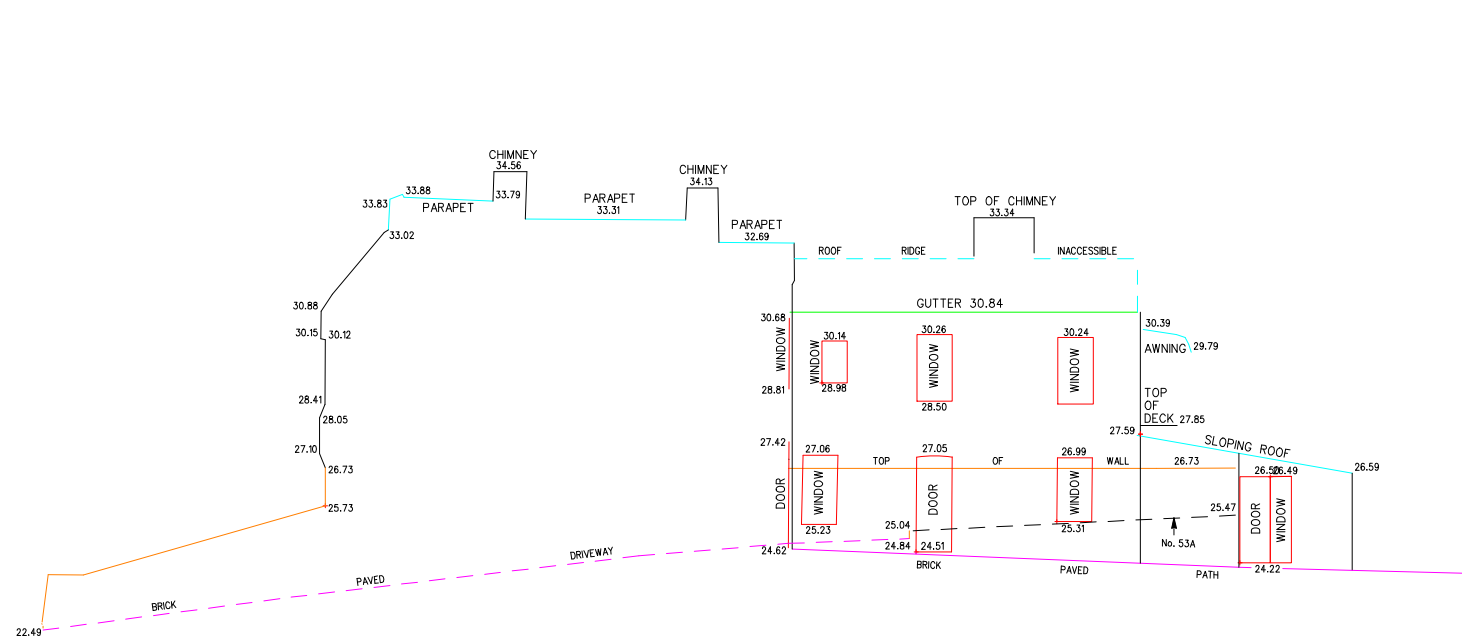 CHIMNEY
34.56
CHIMNEY
34.13
33.88
33.83
33.79
PARAPET
PARAPET
33.31
TOP OF CHIMNEY
33.34
PARAPET
32.69
33.02
ROOF RIDGE INACCESSIBLE
30.88
GUTTER 30.84
30.68
30.15
30.12
WINDOW
WINDOW
30.14
30.26
WINDOW
30.24
WINDOW
30.39
AWNING
29.79
28.81
28.98
28.50
28.41
28.05
TOP
OF
DECK
27.85
27.59
27.42
27.10
27.06
27.05
26.99
SLOPING ROOF
26.73
TOP OF WALL 26.73
26.59
26.50
26.49
DOOR
WINDOW
DOOR
WINDOW
DOOR
WINDOW
25.73
25.23
25.04
25.31
25.47
24.62
24.84
24.51
No. 53A
24.22
BRICK PAVED PATH
BRICK PAVED DRIVEWAY
22.49